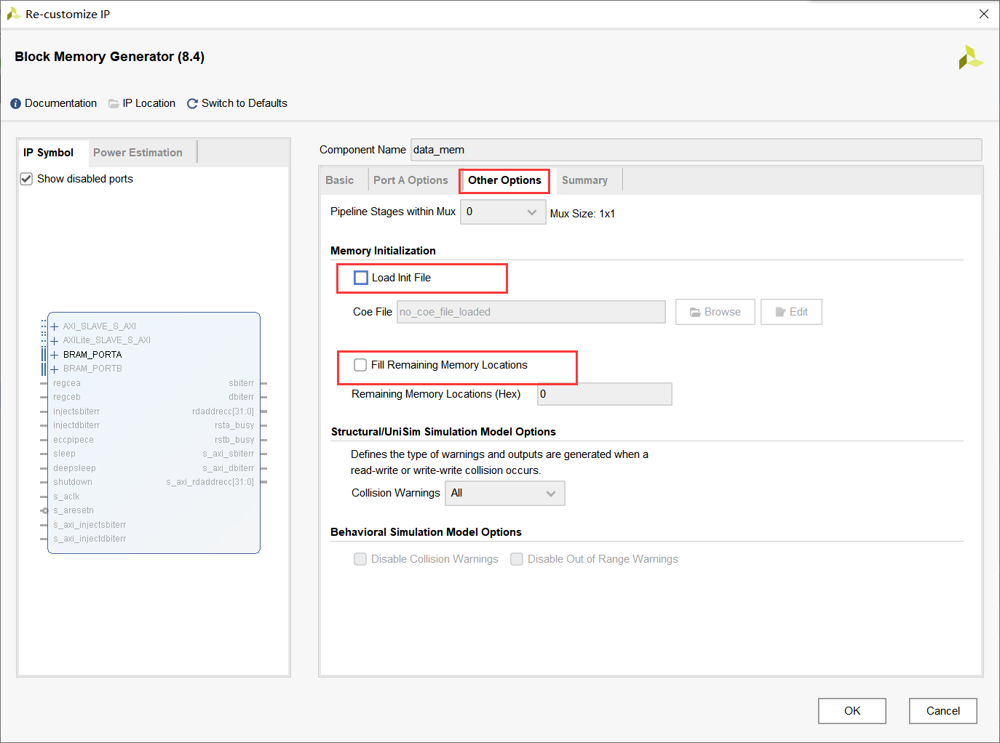 Re-customize IP
Block Memory Generator (8.4)
Documentation IP Location Switch to Defaults
IP Symbol Power Estimation
Show disabled ports
AXI_SLAVE_S_AXI
AXILite_SLAVE_S_AXI
BRAM_PORTA
BRAM_PORTB
regcea sbiterr
regceb dbiterr
injectsbiterr rdaddrecc[31:0]
injectdbiterr rsta_busy
eccpipece rstb_busy
sleep s_axi_sbiterr
deepsleep s_axi_dbiterr
shutdown s_axi_rdaddrecc[31:0]
s_aclk
s_aresetn
s_axi_injectsbiterr
s_axi_injectdbiterr
Component Name data_mem
Basic Port A Options Other Options Summary
Pipeline Stages within Mux 0 Mux Size: 1x1
Memory Initialization
Load Init File
Coe File no_coe_file_loaded Browse Edit
Fill Remaining Memory Locations
Remaining Memory Locations (Hex) 0
Structural/UniSim Simulation Model Options
Defines the type of warnings and outputs are generated when a
read-write or write-write collision occurs.
Collision Warnings All
Behavioral Simulation Model Options
Disable Collision Warnings Disable Out of Range Warnings
OK Cancel